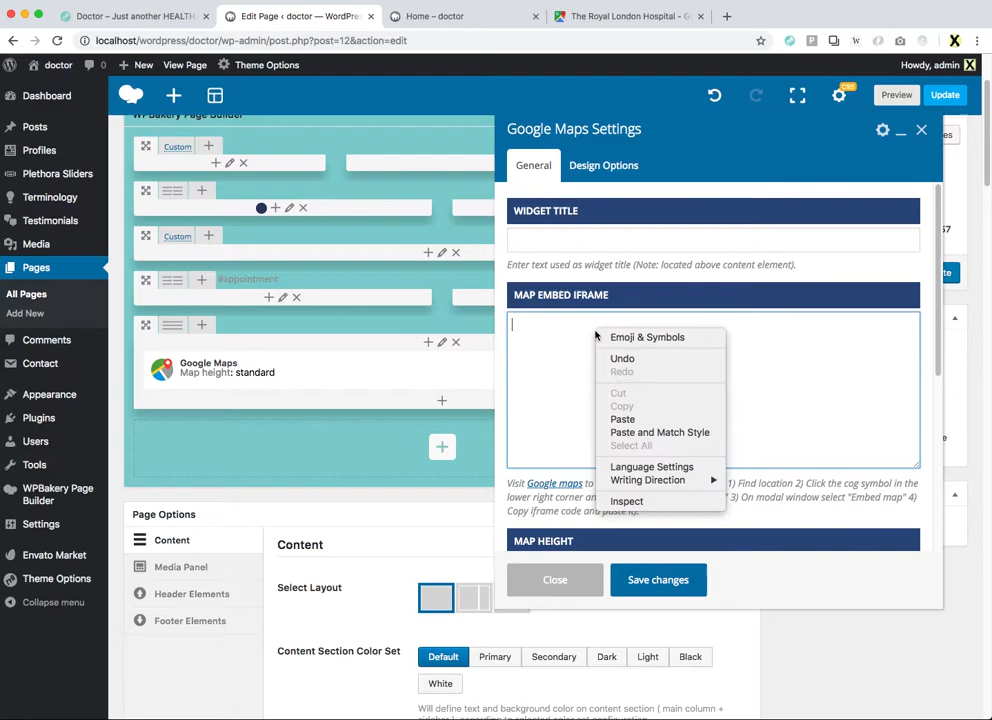 Doctor – Just another HEALTH
Edit Page ‹ doctor — WordPre
Home – doctor
The Royal London Hospital - G
localhost/wordpress/doctor/wp-admin/post.php?post=12&action=edit
doctor
0
New
View Page
Theme Options
Howdy, admin
Dashboard
Posts
Profiles
Plethora Sliders
Terminology
Testimonials
Media
Pages
All Pages
Add New
Comments
Contact
Appearance
Plugins
Users
Tools
WPBakery Page
Builder
Settings
Envato Market
Theme Options
Collapse menu
CSS
Preview
Update
WPBakery Page Builder
Custom
Custom
#appointment
Google Maps
Map height: standard
Google Maps Settings
General
Design Options
WIDGET TITLE
Enter text used as widget title (Note: located above content element).
MAP EMBED IFRAME
Emoji & Symbols
Undo
Redo
Cut
Copy
Paste
Paste and Match Style
Select All
Language Settings
Writing Direction
Inspect
Visit Google maps to
1) Find location 2) Click the cog symbol in the
lower right corner an
" 3) On modal window select "Embed map" 4)
Copy iframe code and paste it).
MAP HEIGHT
Close
Save changes
Page Options
Content
Media Panel
Header Elements
Footer Elements
Content
Select Layout
Content Section Color Set
Default
Primary
Secondary
Dark
Light
Black
White
Will define text and background color on content section ( main column +